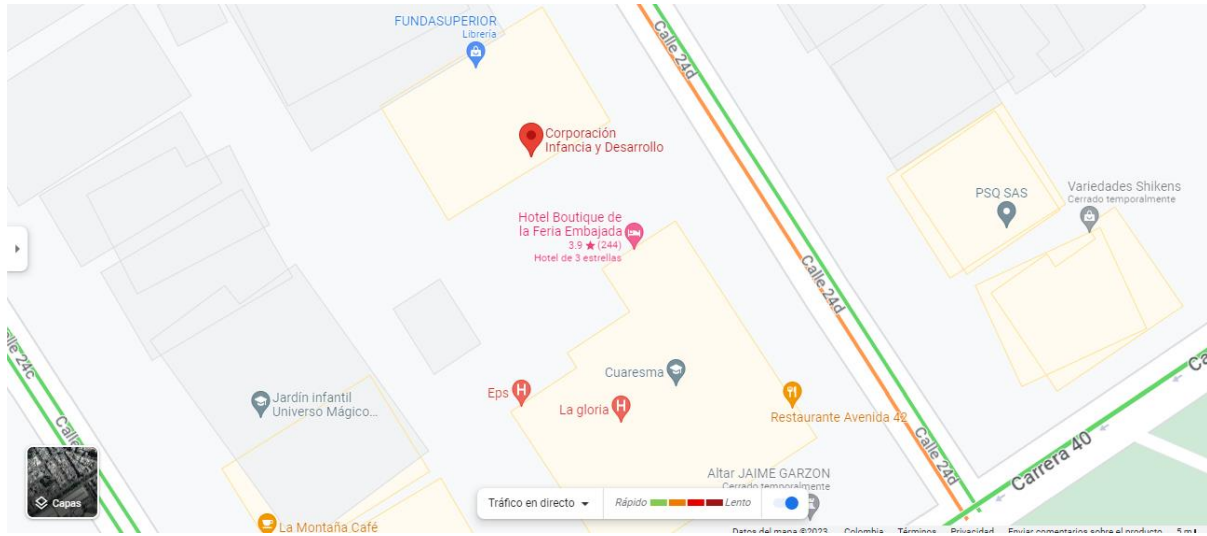 FUNDASUPERIOR
Librería
Calle 24d
Corporación
Infancia y Desarrollo
PSQ SAS
Variedades Shikens
Cerrado temporalmente
Hotel Boutique de
la Feria Embajada
3.9 ★ (244)
Hotel de 3 estrellas
Calle 24d
Calle 24c
Cuaresma
Eps
La gloria
Jardín infantil
Universo Mágico...
Restaurante Avenida 42
Calle 24d
Carrera 40
Altar JAIME GARZON
Cerrado temporalmente
Capas
Tráfico en directo
Rápido
Lento
La Montaña Café
Datos del mapa ©2023 Colombia Términos Privacidad Enviar comentarios sobre el producto 5 m